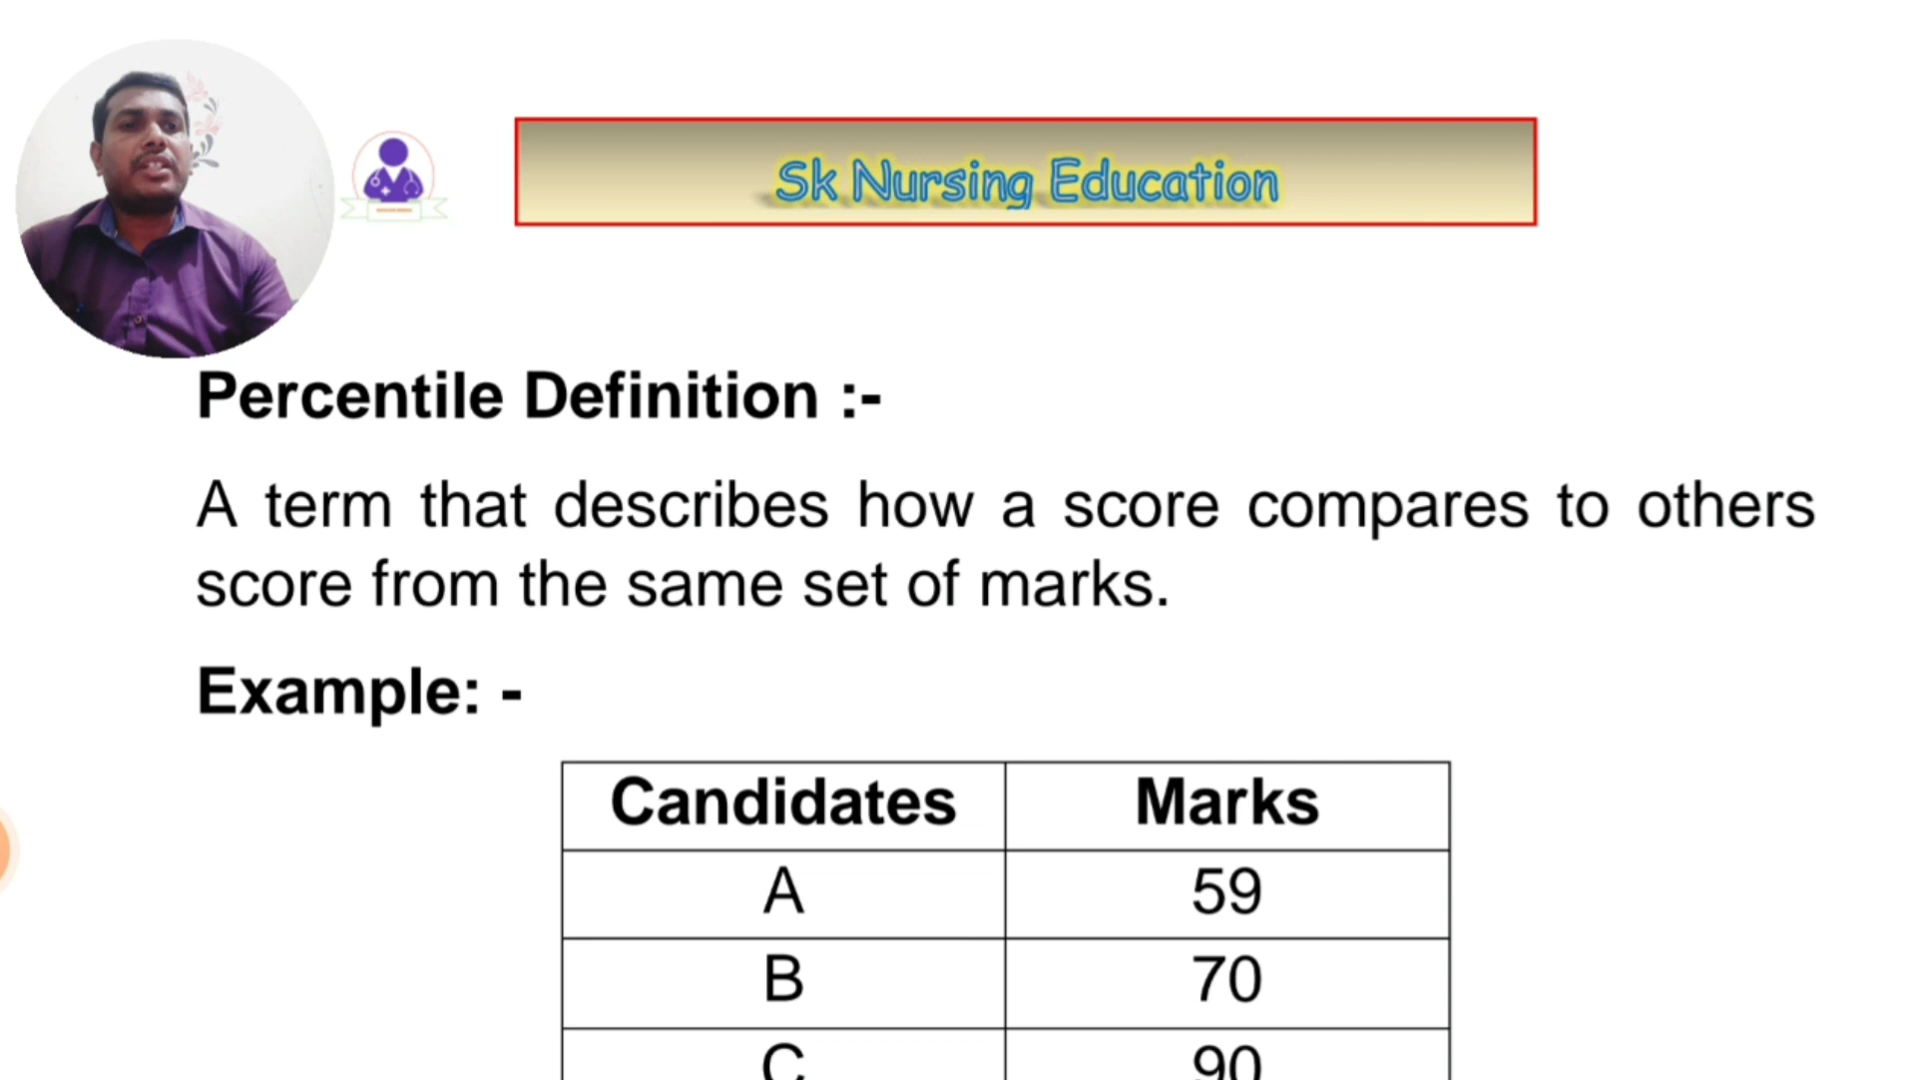 Sk Nursing Education
Percentile Definition :-
A term that describes how a score compares to others
score from the same set of marks.
Example: -
Candidates Marks
A 59
B 70
C 90